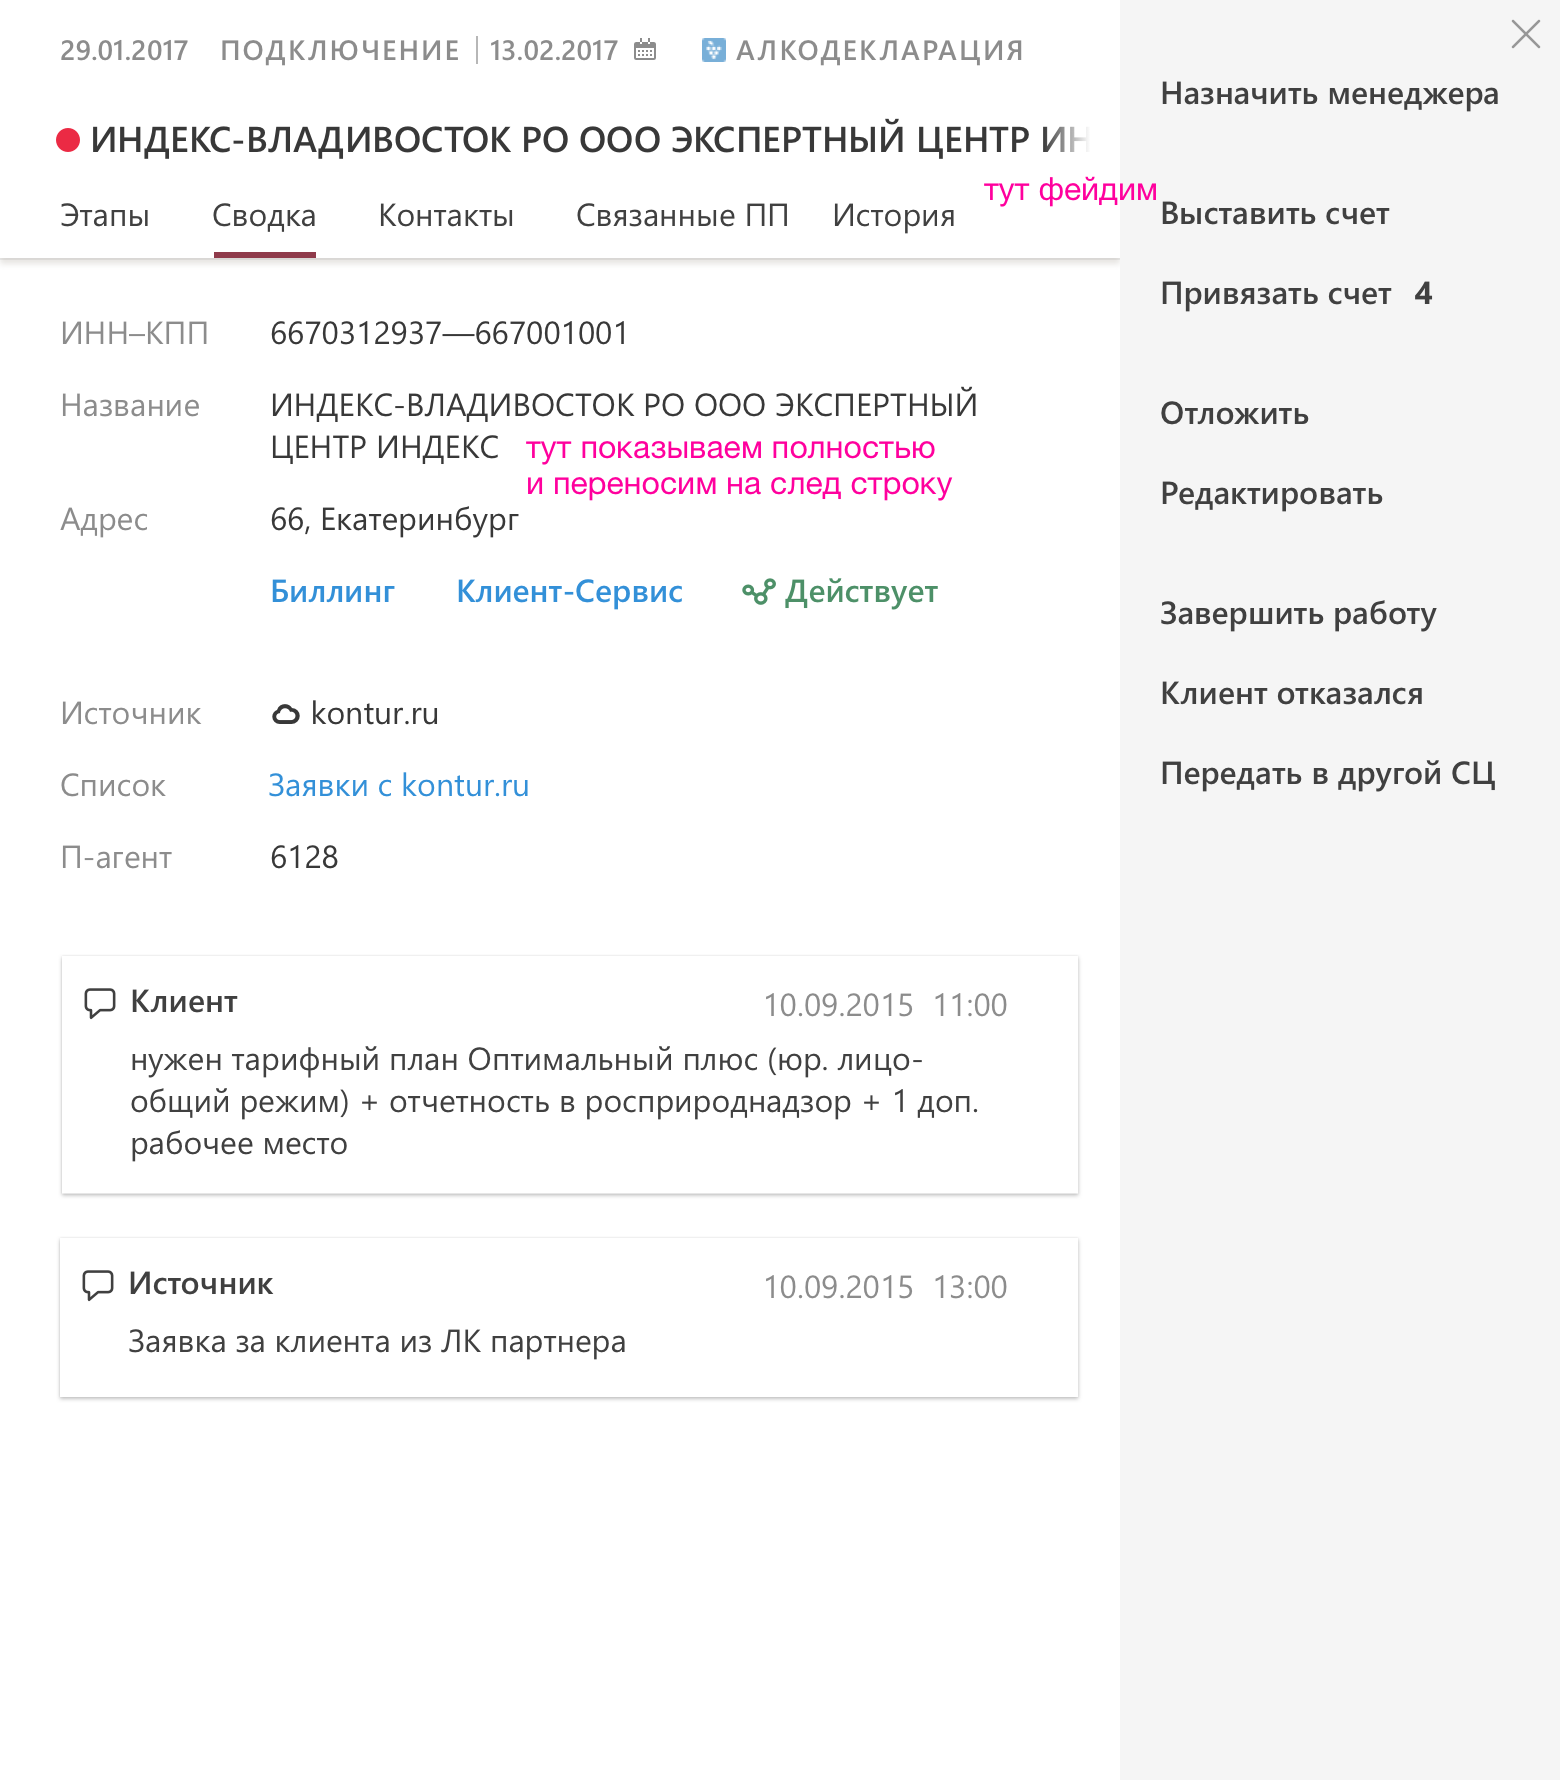 29.01.2017 ПОДКЛЮЧЕНИЕ 13.02.2017 АЛКОДЕКЛАРАЦИЯ
ИНДЕКС-ВЛАДИВОСТОК РО ООО ЭКСПЕРТНЫЙ ЦЕНТР ИН
тут фейдим
Этапы Сводка Контакты Связанные ПП История
ИНН–КПП 6670312937—667001001
Название ИНДЕКС-ВЛАДИВОСТОК РО ООО ЭКСПЕРТНЫЙ
ЦЕНТР ИНДЕКС
тут показываем полностью
и переносим на след строку
Адрес 66, Екатеринбург
Биллинг Клиент-Сервис Действует
Источник kontur.ru
Список Заявки с kontur.ru
П-агент 6128
Клиент 10.09.2015 11:00
нужен тарифный план Оптимальный плюс (юр. лицо-
общий режим) + отчетность в росприроднадзор + 1 доп.
рабочее место
Источник 10.09.2015 13:00
Заявка за клиента из ЛК партнера
Назначить менеджера
Выставить счет
Привязать счет 4
Отложить
Редактировать
Завершить работу
Клиент отказался
Передать в другой СЦ